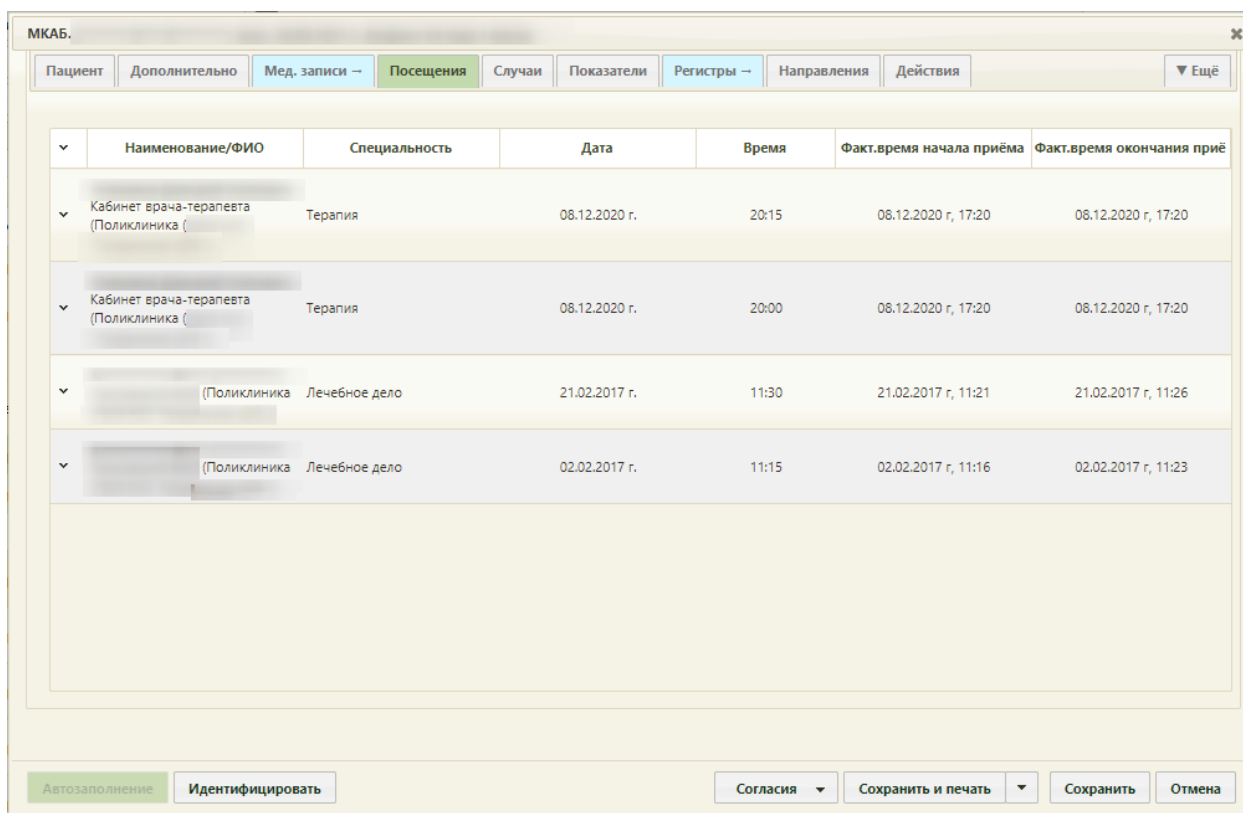 МКАБ.
Пациент Дополнительно Мед. записи → Посещения Случаи Показатели Регистры → Направления Действия ▼ Ещё
Наименование/ФИО Специальность Дата Время Факт.время начала приёма Факт.время окончания приё
Кабинет врача-терапевта
(Поликлиника ( Терапия 08.12.2020 г. 20:15 08.12.2020 г, 17:20 08.12.2020 г, 17:20
Кабинет врача-терапевта
(Поликлиника ( Терапия 08.12.2020 г. 20:00 08.12.2020 г, 17:20 08.12.2020 г, 17:20
(Поликлиника Лечебное дело 21.02.2017 г. 11:30 21.02.2017 г, 11:21 21.02.2017 г, 11:26
(Поликлиника Лечебное дело 02.02.2017 г. 11:15 02.02.2017 г, 11:16 02.02.2017 г, 11:23
Автозаполнение Идентифицировать Согласия Сохранить и печать Сохранить Отмена